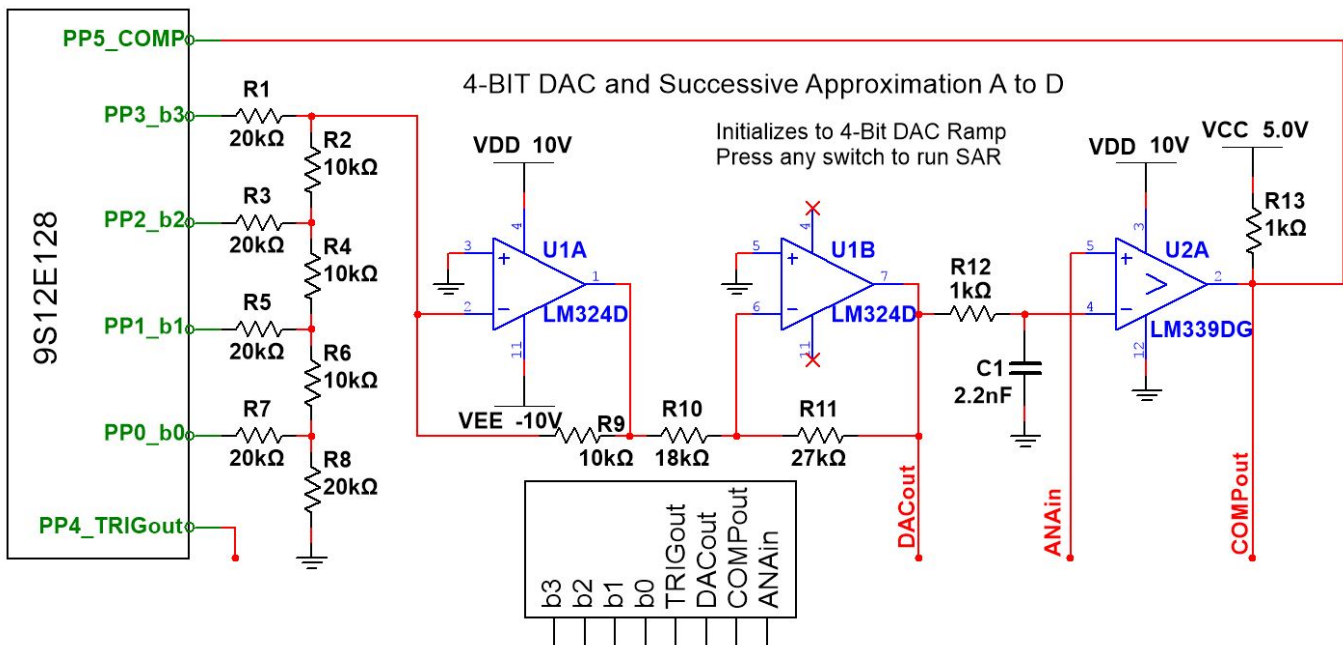 PP5_COMP
4-BIT DAC and Successive Approximation A to D
Initializes to 4-Bit DAC Ramp
Press any switch to run SAR
9S12E128
PP3_b3
R1
20kΩ
R2
10kΩ
PP2_b2
R3
20kΩ
R4
10kΩ
PP1_b1
R5
20kΩ
R6
10kΩ
PP0_b0
R7
20kΩ
R8
20kΩ
PP4_TRIGout
VDD 10V
4
3
+
U1A
1
2
−
LM324D
11
VEE -10V
R9
10kΩ
R10
18kΩ
R11
27kΩ
4
5
+
U1B
7
6
−
LM324D
11
R12
1kΩ
C1
2.2nF
VDD 10V
3
5
+
U2A
>
2
4
−
LM339DG
12
VCC 5.0V
R13
1kΩ
DACout
ANAin
COMPout
b3
b2
b1
b0
TRIGout
DACout
COMPout
ANAin